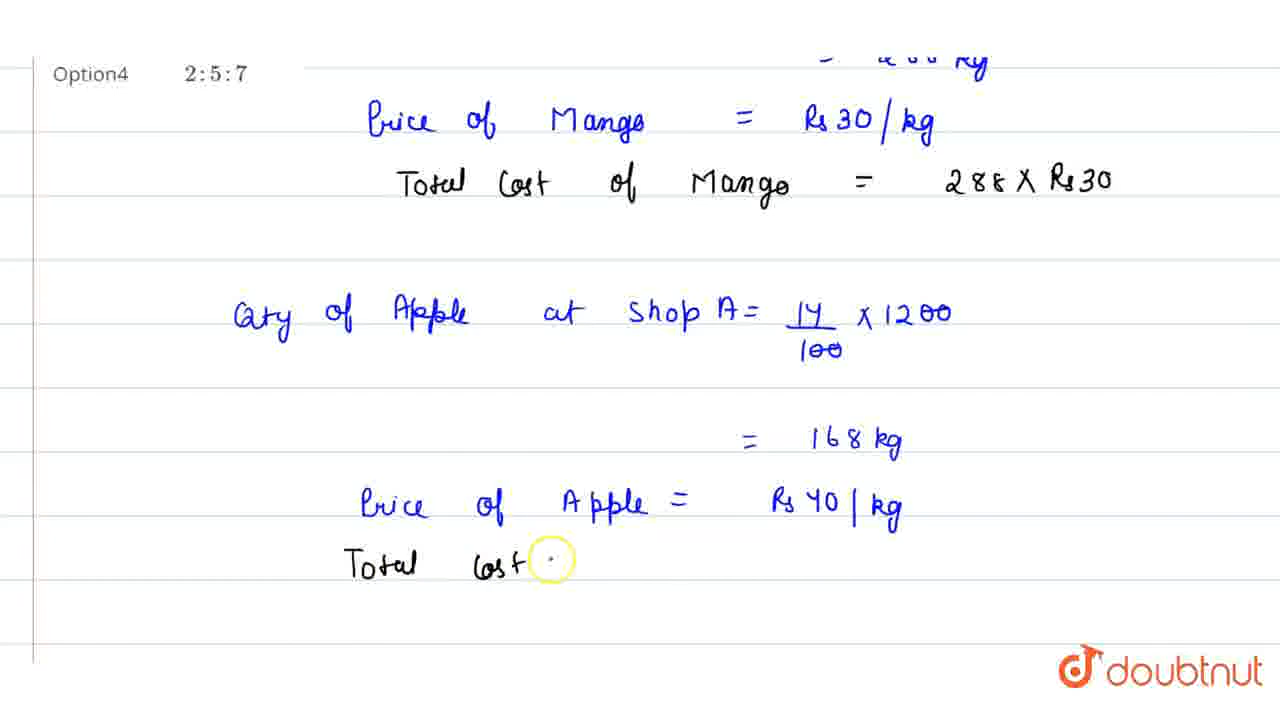 Option4 2 : 5 : 7
= kg
Price of Mango = Rs 30 / kg
Total Cost of Mango = 288 X Rs 30
Qty of Apple at Shop A = 14/100 x 1200
= 168 kg
Price of Apple = Rs 40 / kg
Total Cost
doubtnut